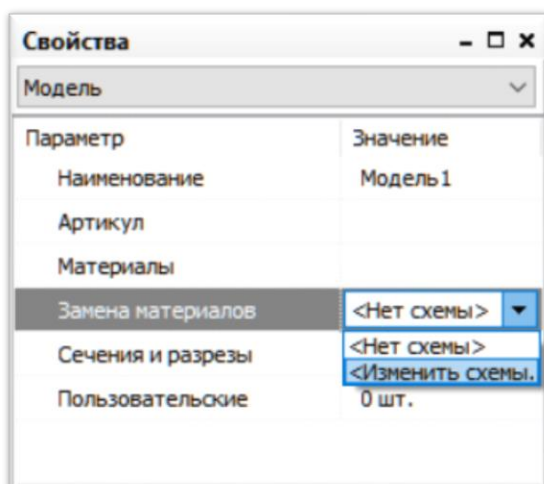 Свойства
Модель
Параметр Значение
Наименование Модель1
Артикул
Материалы
Замена материалов <Нет схемы>
<Нет схемы>
Сечения и разрезы <Изменить схемы.
Пользовательские 0 шт.